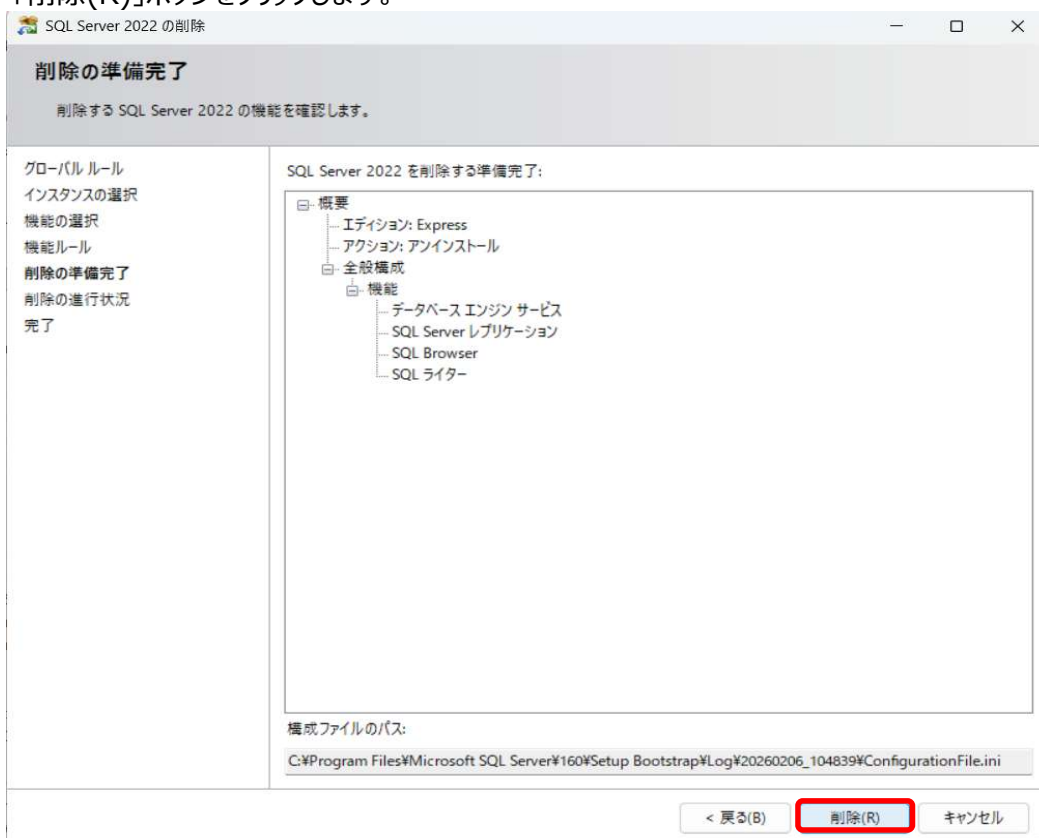 「削除(R)」ボタンをクリックします。
SQL Server 2022 の削除
削除の準備完了
削除する SQL Server 2022 の機能を確認します。
グローバル ルール
インスタンスの選択
機能の選択
機能ルール
削除の準備完了
削除の進行状況
完了
SQL Server 2022 を削除する準備完了:
概要
エディション: Express
アクション: アンインストール
全般構成
機能
データベース エンジン サービス
SQL Server レプリケーション
SQL Browser
SQL ライター
構成ファイルのパス:
C:¥Program Files¥Microsoft SQL Server¥160¥Setup Bootstrap¥Log¥20260206_104839¥ConfigurationFile.ini
< 戻る(B)
削除(R)
キャンセル